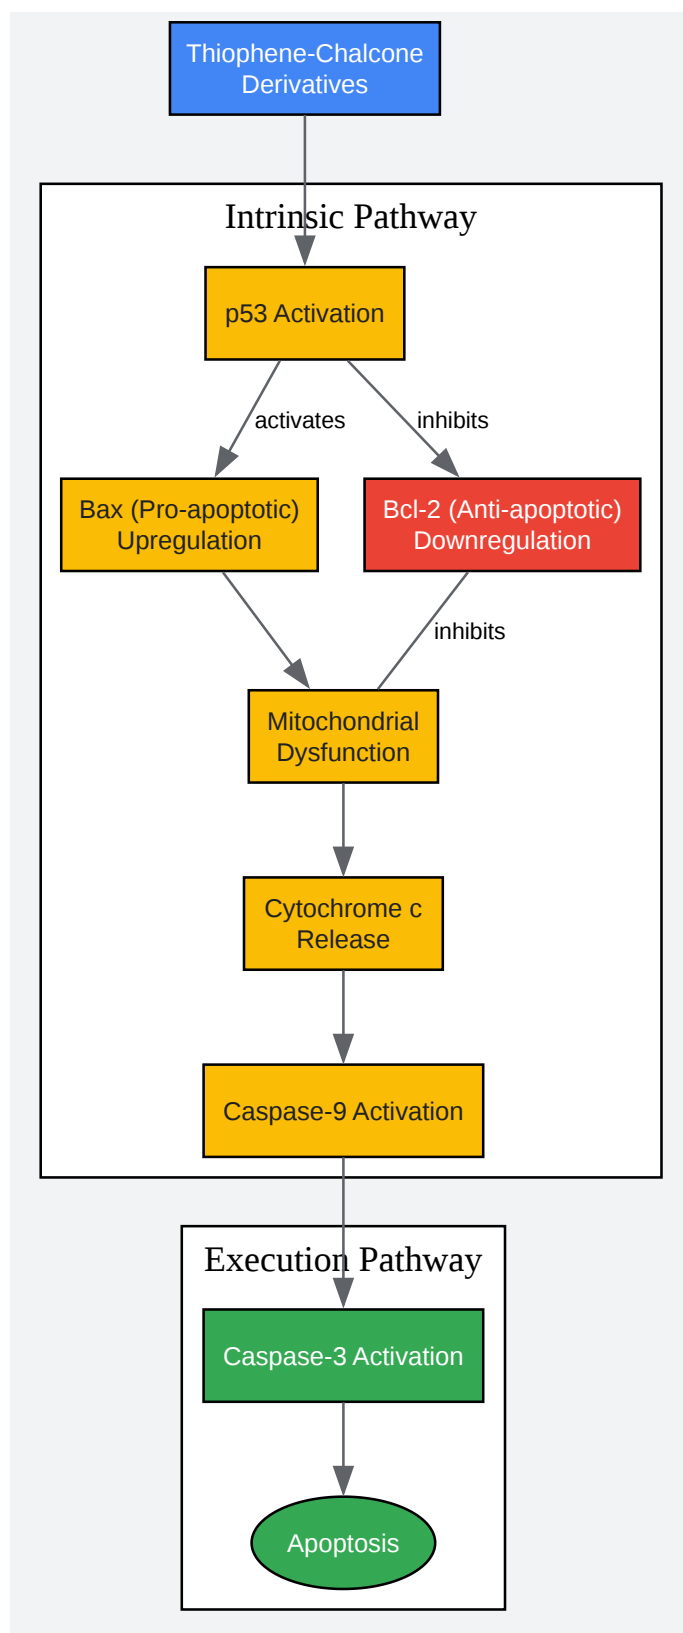 Thiophene-Chalcone
Derivatives
Intrinsic Pathway
p53 Activation
activates
inhibits
Bax (Pro-apoptotic)
Upregulation
Bcl-2 (Anti-apoptotic)
Downregulation
inhibits
Mitochondrial
Dysfunction
Cytochrome c
Release
Caspase-9 Activation
Execution Pathway
Caspase-3 Activation
Apoptosis